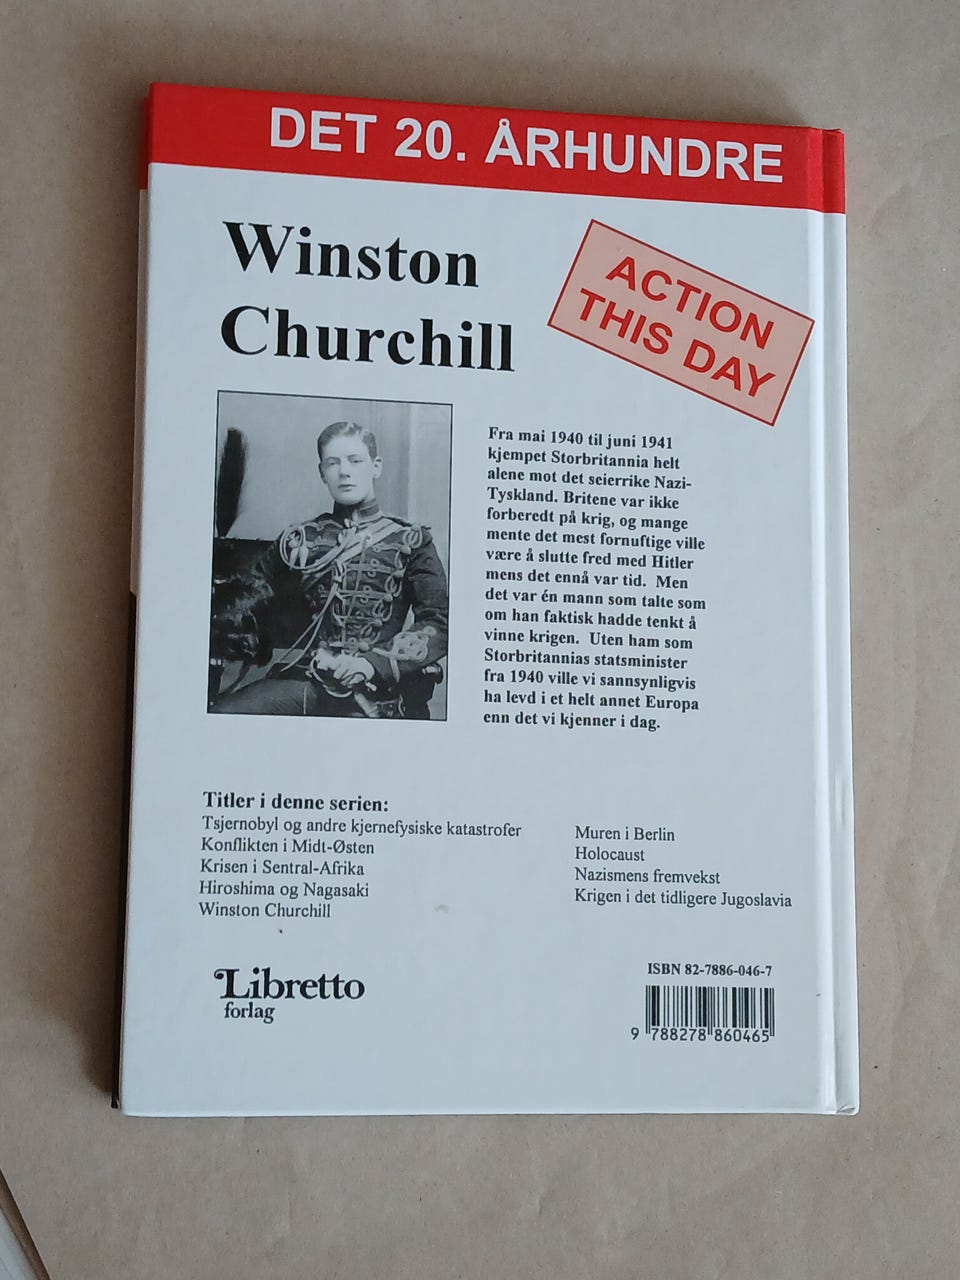 DET 20. ÅRHUNDRE
Winston
Churchill
ACTION
THIS DAY
Fra mai 1940 til juni 1941
kjempet Storbritannia helt
alene mot det seierrike Nazi-
Tyskland. Britene var ikke
forberedt på krig, og mange
mente det mest fornuftige ville
være å slutte fred med Hitler
mens det ennå var tid. Men
det var én mann som talte som
om han faktisk hadde tenkt å
vinne krigen. Uten ham som
Storbritannias statsminister
fra 1940 ville vi sannsynligvis
ha levd i et helt annet Europa
enn det vi kjenner i dag.
Titler i denne serien:
Tsjernobyl og andre kjernefysiske katastrofer
Konflikten i Midt-Østen
Krisen i Sentral-Afrika
Hiroshima og Nagasaki
Winston Churchill
Muren i Berlin
Holocaust
Nazismens fremvekst
Krigen i det tidligere Jugoslavia
Libretto
forlag
ISBN 82-7886-046-7
9 788278 860465